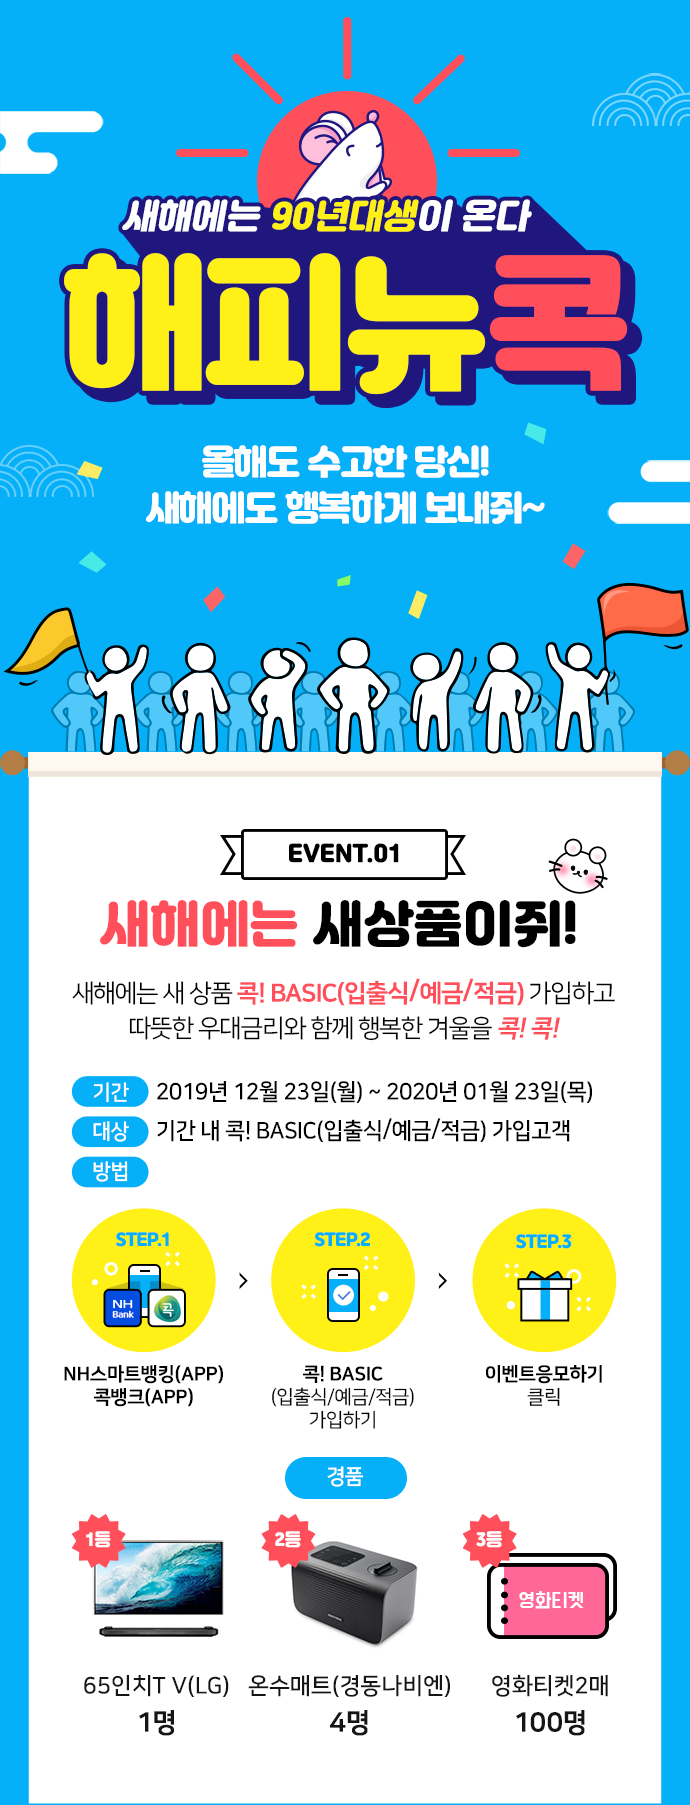 새해에는 90년대생이 온다
해피뉴콕
올해도 수고한 당신!
새해에도 행복하게 보내쥐~
EVENT.01
새해에는 새상품이쥐!
새해에는 새 상품 콕! BASIC(입출식/예금/적금) 가입하고
따뜻한 우대금리와 함께 행복한 겨울을 콕! 콕!
기간 2019년 12월 23일(월) ~ 2020년 01월 23일(목)
대상 기간 내 콕! BASIC(입출식/예금/적금) 가입고객
방법
STEP.1
NH Bank
콕
NH스마트뱅킹(APP)
콕뱅크(APP)
STEP.2
콕! BASIC
(입출식/예금/적금)
가입하기
STEP.3
이벤트응모하기
클릭
경품
1등
65인치T V(LG)
1명
2등
온수매트(경동나비엔)
4명
3등
영화티켓
영화티켓2매
100명